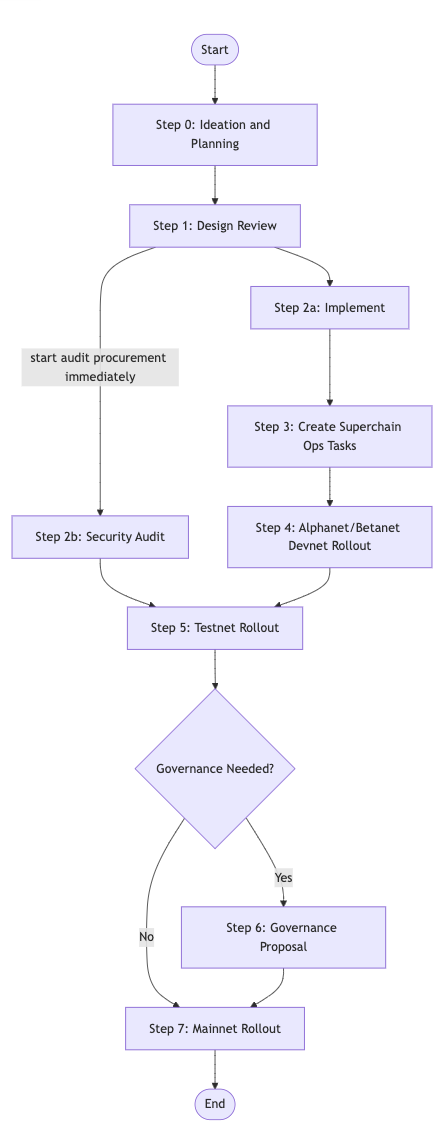 Start
Step 0: Ideation and
Planning
Step 1: Design Review
Step 2a: Implement
start audit procurement
immediately
Step 3: Create Superchain
Ops Tasks
Step 2b: Security Audit
Step 4: Alphanet/Betanet
Devnet Rollout
Step 5: Testnet Rollout
Governance Needed?
Yes
No
Step 6: Governance
Proposal
Step 7: Mainnet Rollout
End